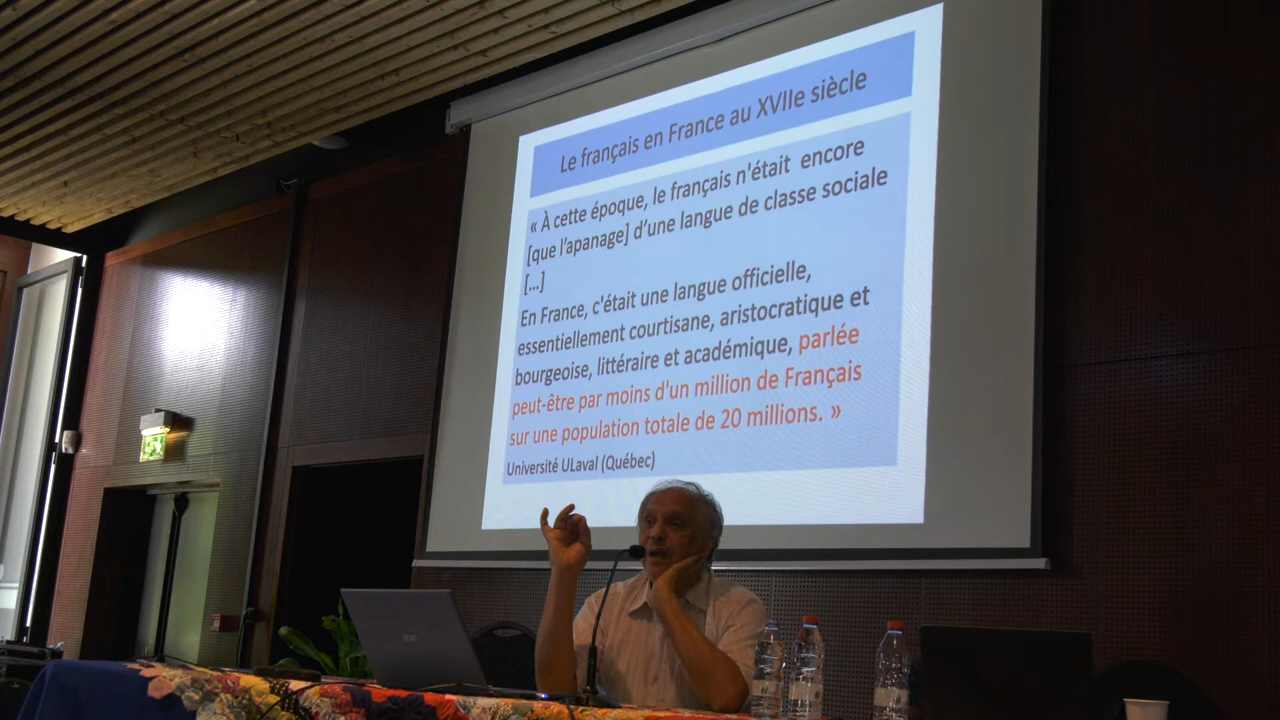 Le français en France au XVIIe siècle
« À cette époque, le français n'était encore
[que l’apanage] d’une langue de classe sociale
[...]
En France, c'était une langue officielle,
essentiellement courtisane, aristocratique et
bourgeoise, littéraire et académique, parlée
peut-être par moins d'un million de Français
sur une population totale de 20 millions. »
Université ULaval (Québec)